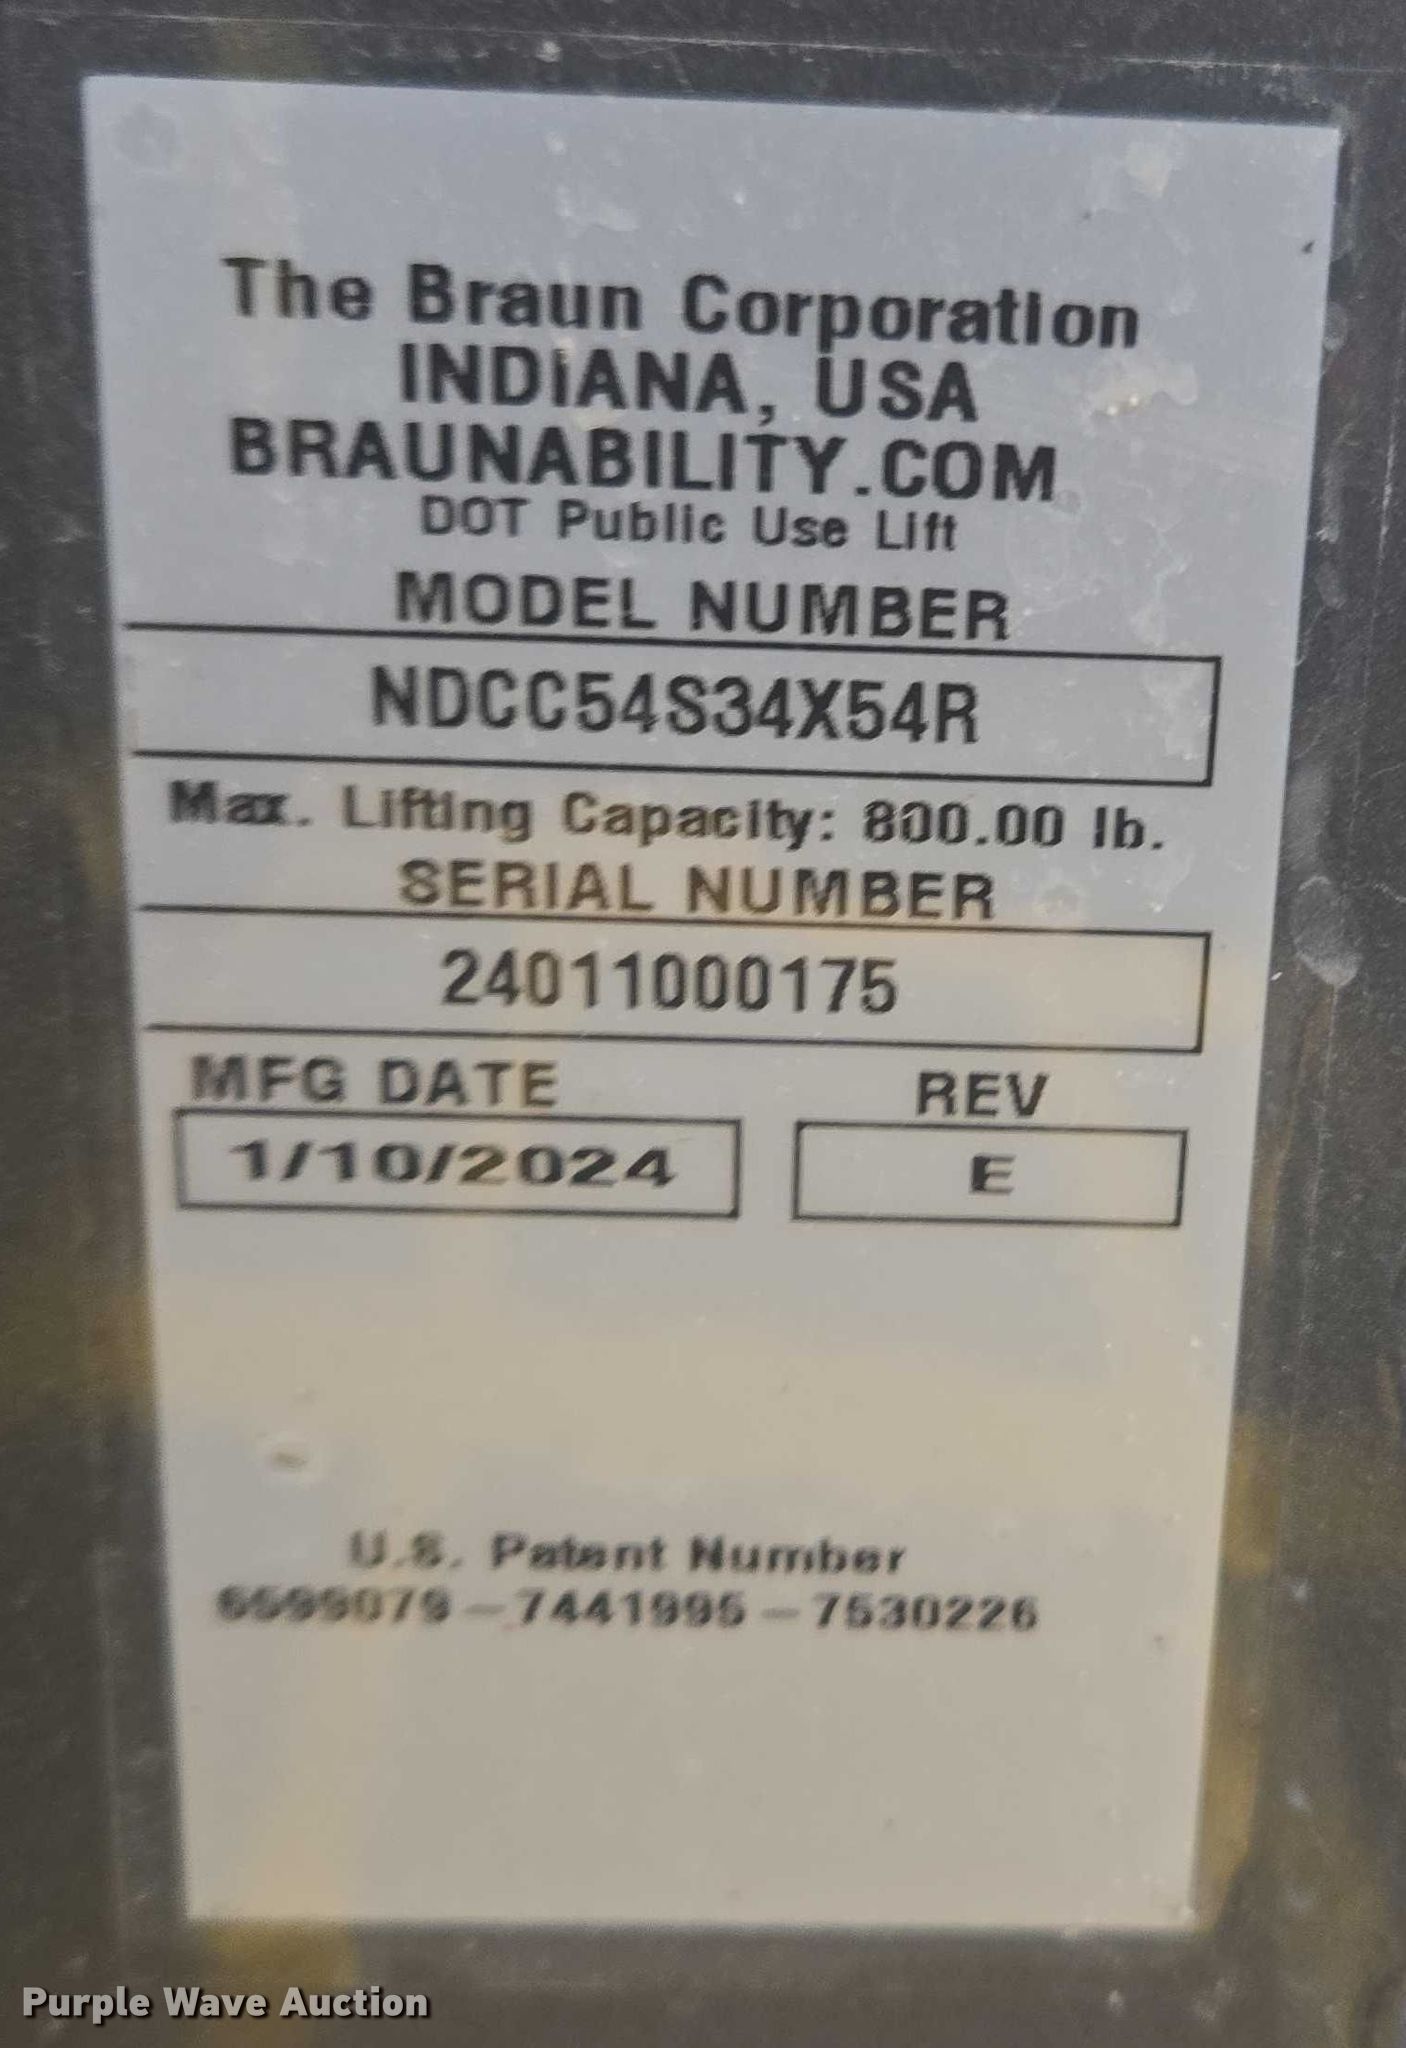 The Braun Corporation
INDIANA, USA
BRAUNABILITY.COM
DOT Public Use Lift
MODEL NUMBER
NDCC54S34X54R
Max. Lifting Capacity: 800.00 lb.
SERIAL NUMBER
24011000175
MFG DATE REV
1/10/2024 E
U.S. Patent Number
6599079-7441995-7530226
Purple Wave Auction